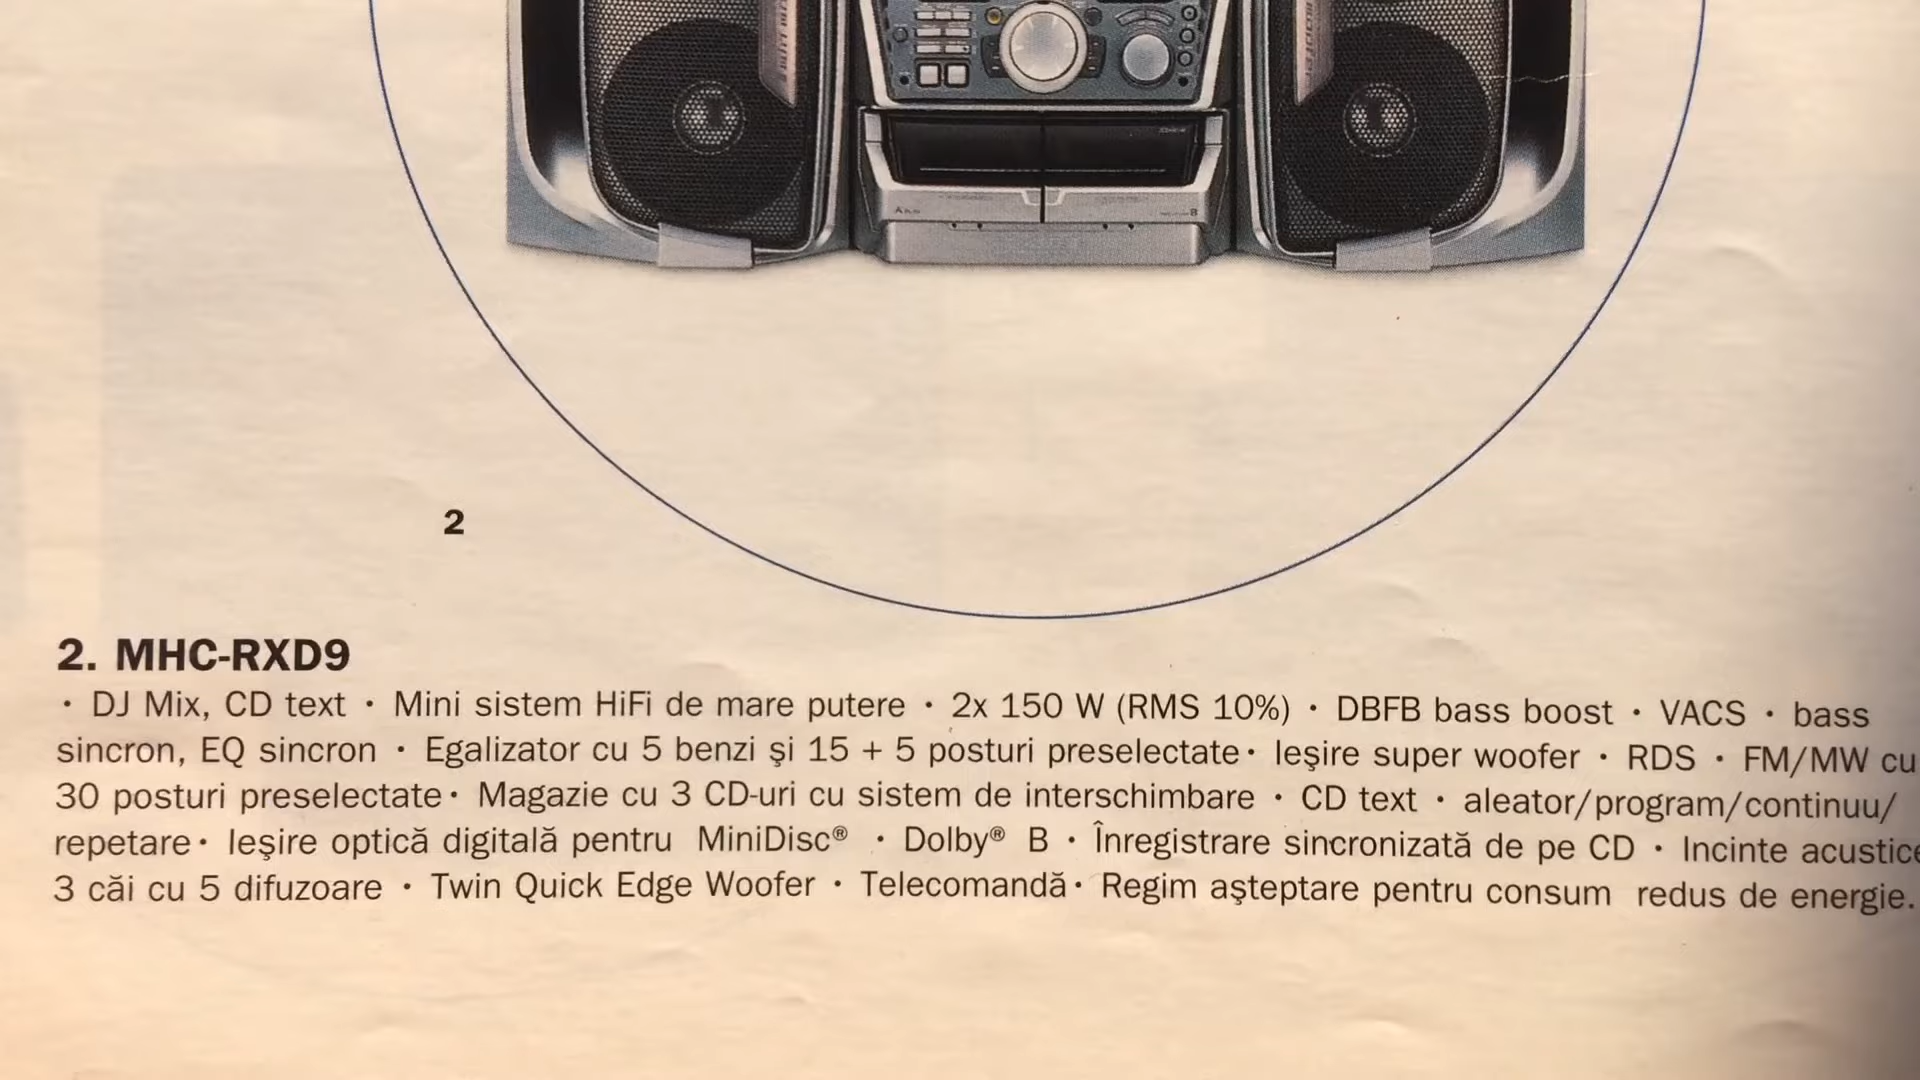 2
2. MHC-RXD9
· DJ Mix, CD text · Mini sistem HiFi de mare putere · 2x 150 W (RMS 10%) · DBFB bass boost · VACS · bass
sincron, EQ sincron · Egalizator cu 5 benzi şi 15 + 5 posturi preselectate· Ieşire super woofer · RDS · FM/MW cu
30 posturi preselectate· Magazie cu 3 CD-uri cu sistem de interschimbare · CD text · aleator/program/continuu/
repetare· Ieşire optică digitală pentru MiniDisc® · Dolby® B · Înregistrare sincronizată de pe CD · Incinte acustice
3 căi cu 5 difuzoare · Twin Quick Edge Woofer · Telecomandă· Regim aşteptare pentru consum redus de energie.